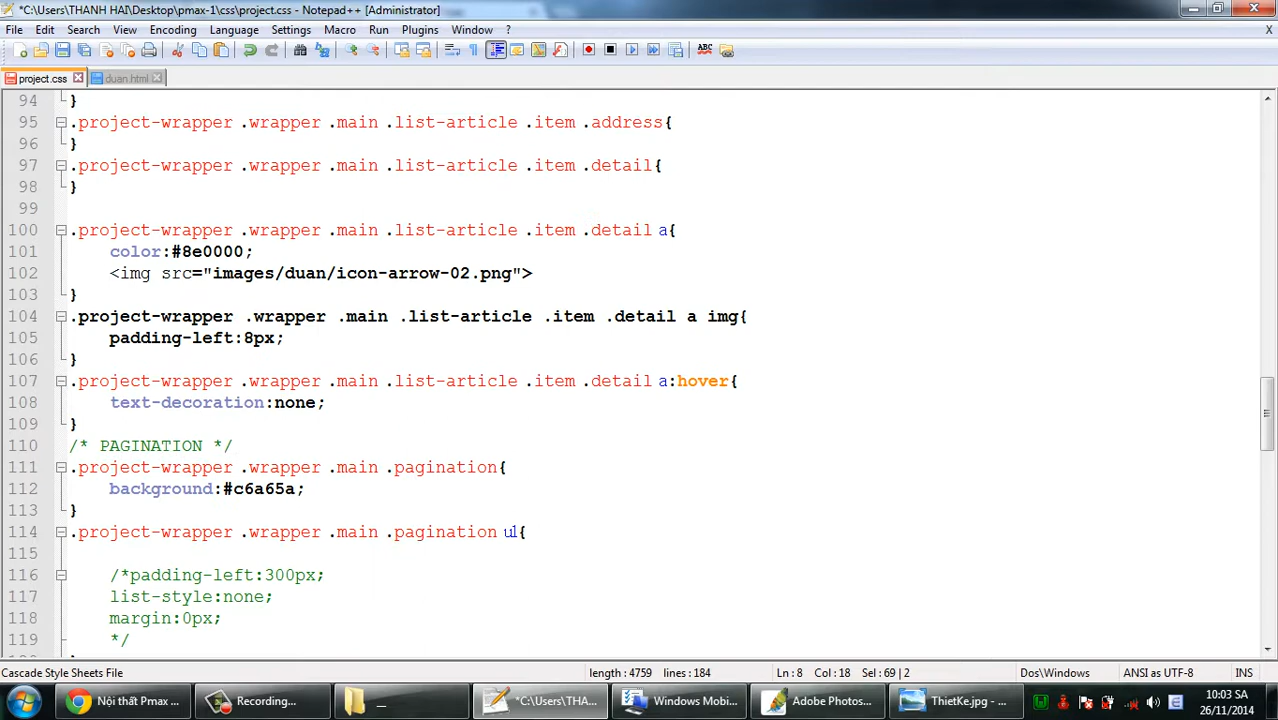 *C:\Users\THANH HAI\Desktop\pmax-1\css\project.css - Notepad++ [Administrator]
File Edit Search View Encoding Language Settings Macro Run Plugins Window ? X
project.css duan.html
94 }
95 .project-wrapper .wrapper .main .list-article .item .address{
96 }
97 .project-wrapper .wrapper .main .list-article .item .detail{
98 }
99
100 .project-wrapper .wrapper .main .list-article .item .detail a{
101 color:#8e0000;
102 <img src="images/duan/icon-arrow-02.png">
103 }
104 .project-wrapper .wrapper .main .list-article .item .detail a img{
105 padding-left:8px;
106 }
107 .project-wrapper .wrapper .main .list-article .item .detail a:hover{
108 text-decoration:none;
109 }
110 /* PAGINATION */
111 .project-wrapper .wrapper .main .pagination{
112 background:#c6a65a;
113 }
114 .project-wrapper .wrapper .main .pagination ul{
115
116 /*padding-left:300px;
117 list-style:none;
118 margin:0px;
119 */
Cascade Style Sheets File length : 4759 lines : 184 Ln : 8 Col : 18 Sel : 69 | 2 Dos\Windows ANSI as UTF-8 INS
Nội thất Pmax ... Recording... _ *C:\Users\THA... Windows Mobi... Adobe Photos... ThietKe.jpg - ... 10:03 SA
26/11/2014